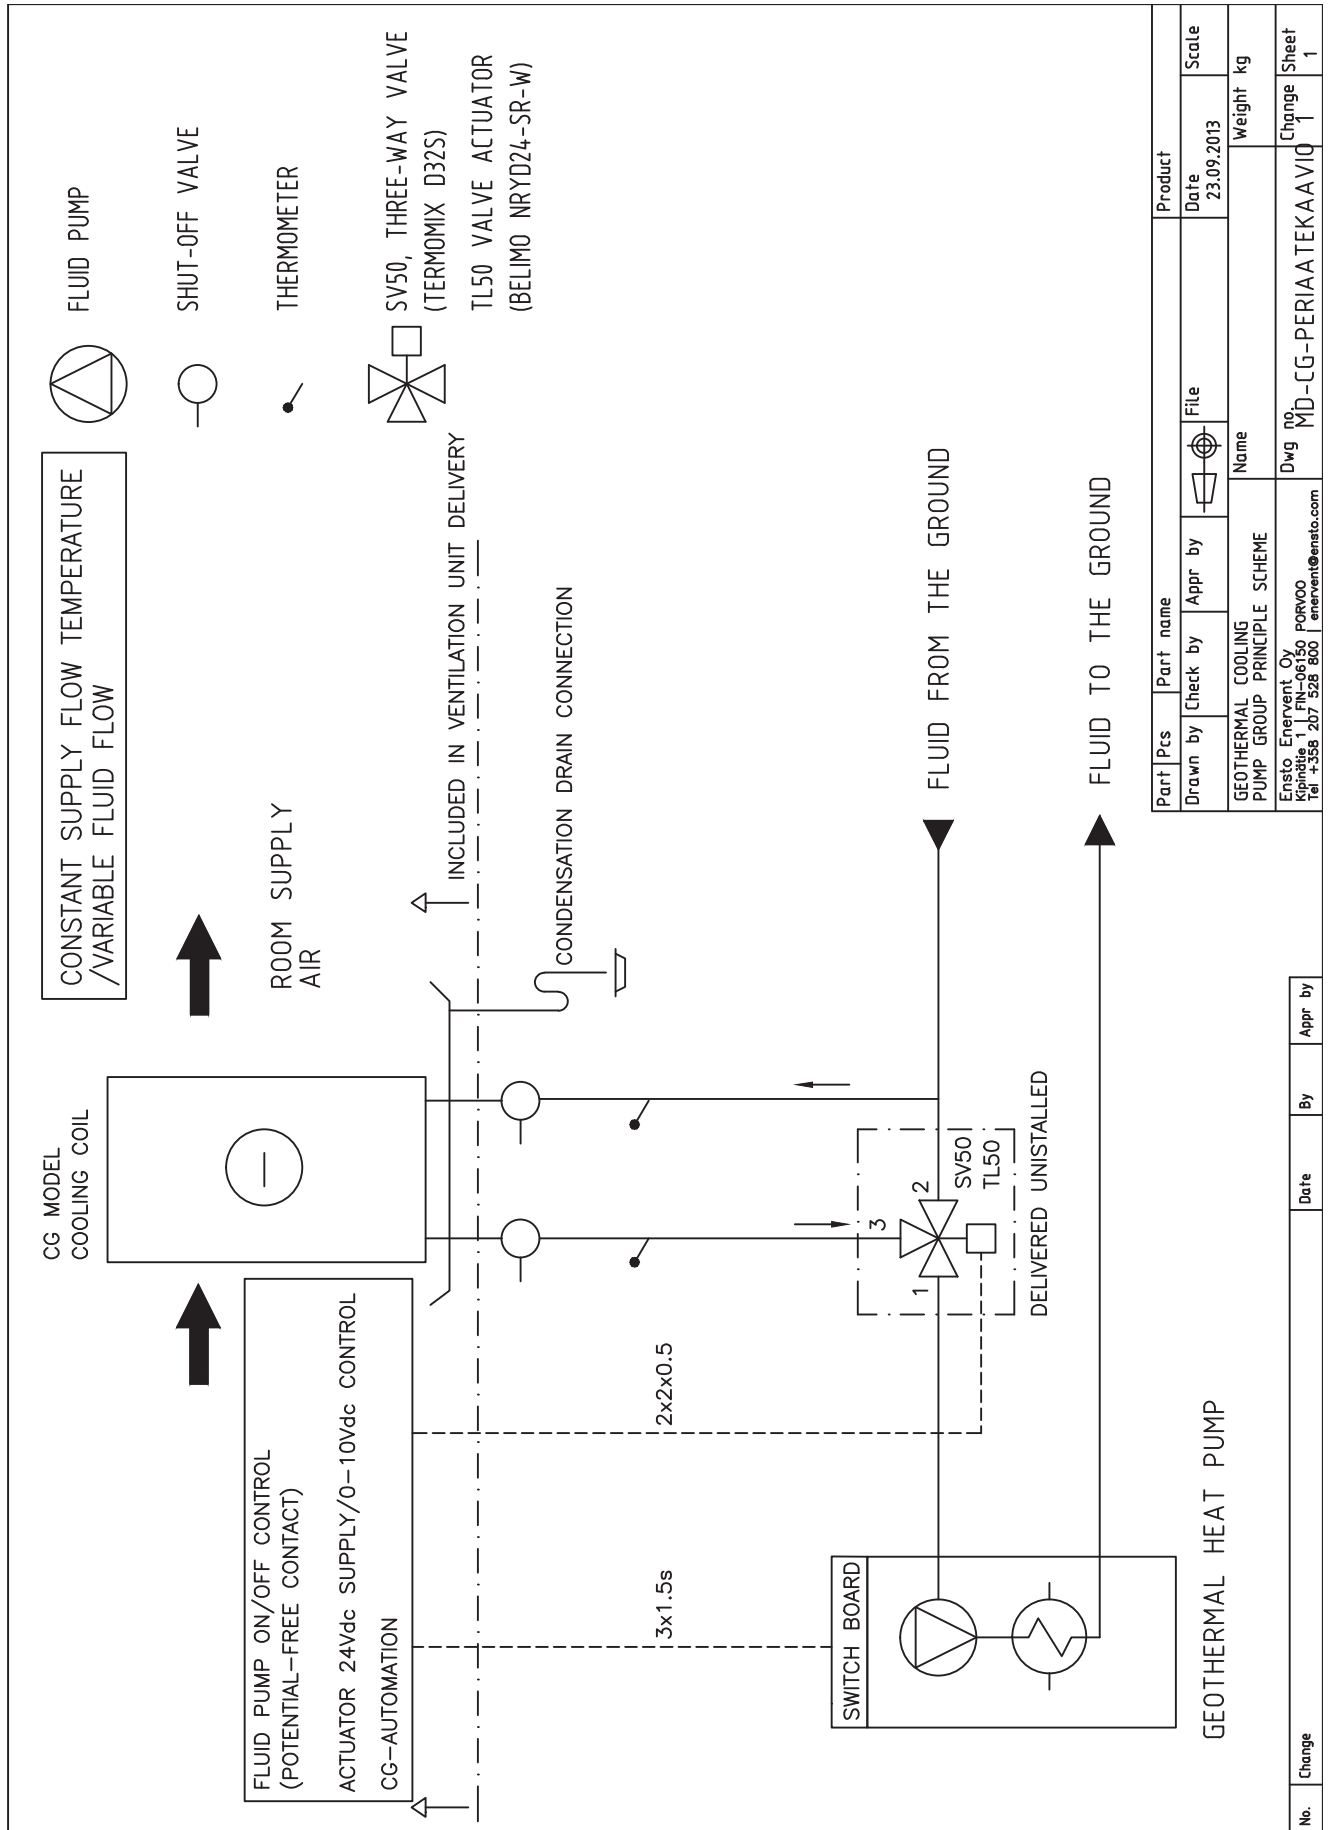 CG MODEL
COOLING COIL
CONSTANT SUPPLY FLOW TEMPERATURE
/VARIABLE FLUID FLOW
FLUID PUMP
SHUT-OFF VALVE
THERMOMETER
SV50, THREE-WAY VALVE
(TERMOMIX D32S)
TL50 VALVE ACTUATOR
(BELIMO NRYD24-SR-W)
ROOM SUPPLY
AIR
FLUID PUMP ON/OFF CONTROL
(POTENTIAL-FREE CONTACT)
ACTUATOR 24Vdc SUPPLY/0-10Vdc CONTROL
CG-AUTOMATION
INCLUDED IN VENTILATION UNIT DELIVERY
CONDENSATION DRAIN CONNECTION
3x1.5s
2x2x0.5
3
1
2
SV50
TL50
DELIVERED UNISTALLED
FLUID FROM THE GROUND
FLUID TO THE GROUND
SWITCH BOARD
GEOTHERMAL HEAT PUMP
Part Pcs Part name Product
Drawn by Check by Appr by File Date Scale
23.09.2013
GEOTHERMAL COOLING
PUMP GROUP PRINCIPLE SCHEME
Name
Weight kg
Ensto Enervent Oy
Kipinätie 1 | FIN-06150 PORVOO
Tel +358 207 528 800 | enervent@ensto.com
Dwg no.
MD-CG-PERIAATEKAAVIO 1
Change
Sheet
1
No. Change Date By Appr by